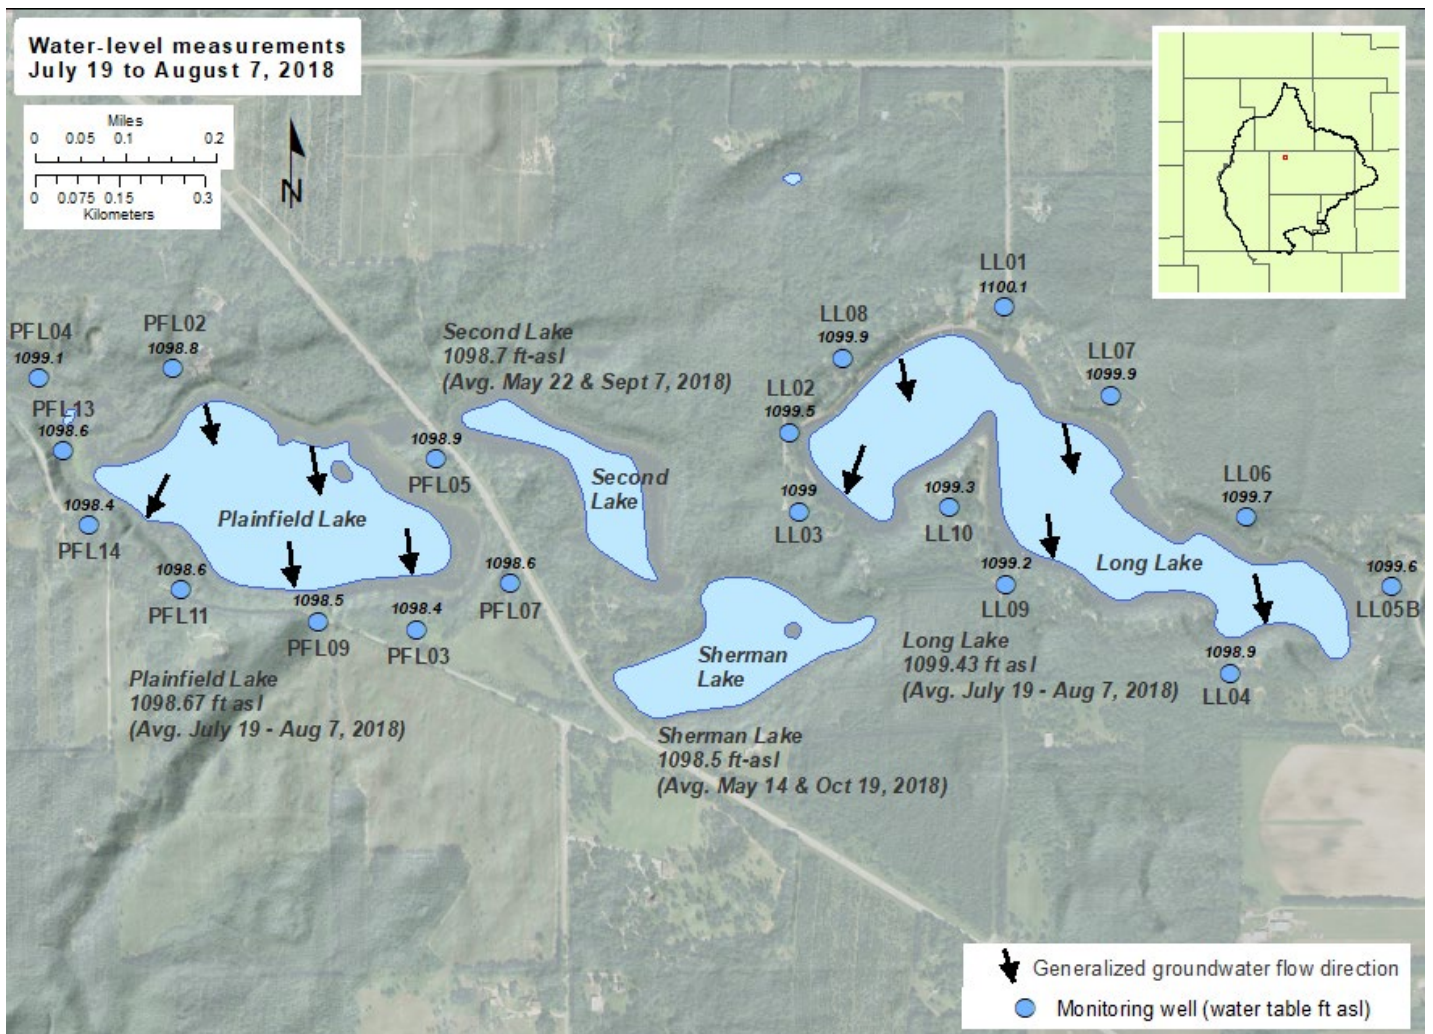 Water-level measurements
July 19 to August 7, 2018
Miles
0 0.05 0.1 0.2
0 0.075 0.15 0.3
Kilometers
N
LL01
1100.1
LL08
1099.9
PFL04
1099.1
PFL02
1098.8
Second Lake
1098.7 ft-asl
(Avg. May 22 & Sept 7, 2018)
LL07
1099.9
LL02
1099.5
PFL13
1098.6
1098.9
PFL05
Second
Lake
LL06
1099.7
1098.4
PFL14
Plainfield Lake
1099
LL03
1099.3
LL10
1098.6
PFL11
1098.5
PFL09
1098.4
PFL03
1098.6
PFL07
1099.2
LL09
Long Lake
1099.6
LL05B
Sherman
Lake
Long Lake
1099.43 ft asl
(Avg. July 19 - Aug 7, 2018)
1098.9
LL04
Plainfield Lake
1098.67 ft asl
(Avg. July 19 - Aug 7, 2018)
Sherman Lake
1098.5 ft-asl
(Avg. May 14 & Oct 19, 2018)
Generalized groundwater flow direction
Monitoring well (water table ft asl)